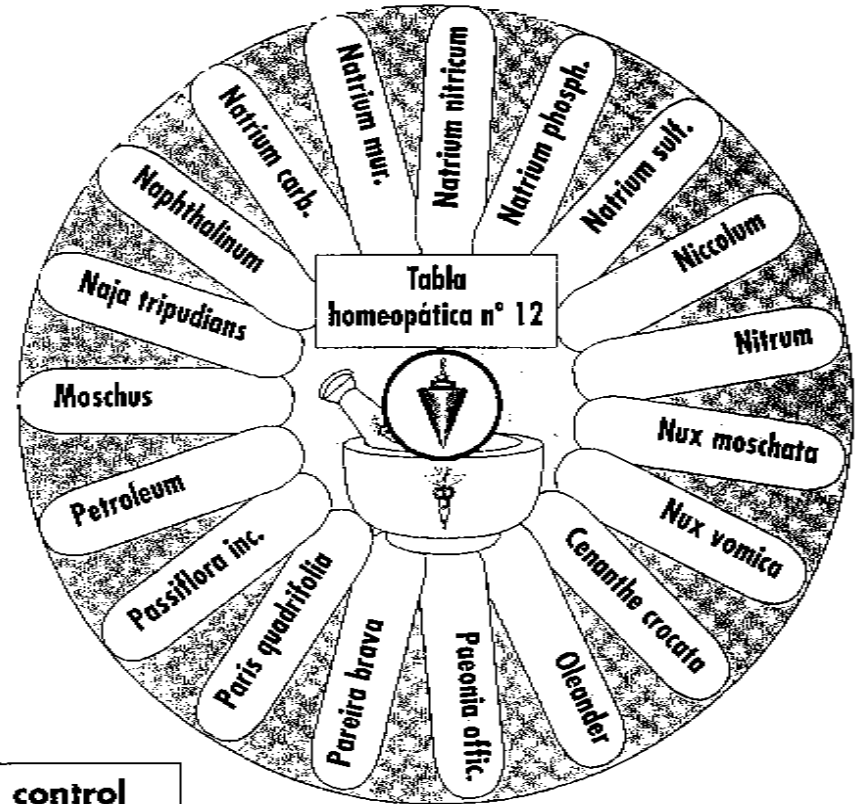 Tabla
homeopática n° 12
Moschus
Naja tripudians
Naphthalinum
Natrium carb.
Natrium mur.
Natrium nitricum
Natrium phosph.
Natrium sulf.
Niccolum
Nitrum
Nux moschata
Nux vomica
Cenanthe crocata
Oleander
Paeonia offic.
Pareira brava
Paris quadrifolia
Passiflora inc.
Petroleum
control